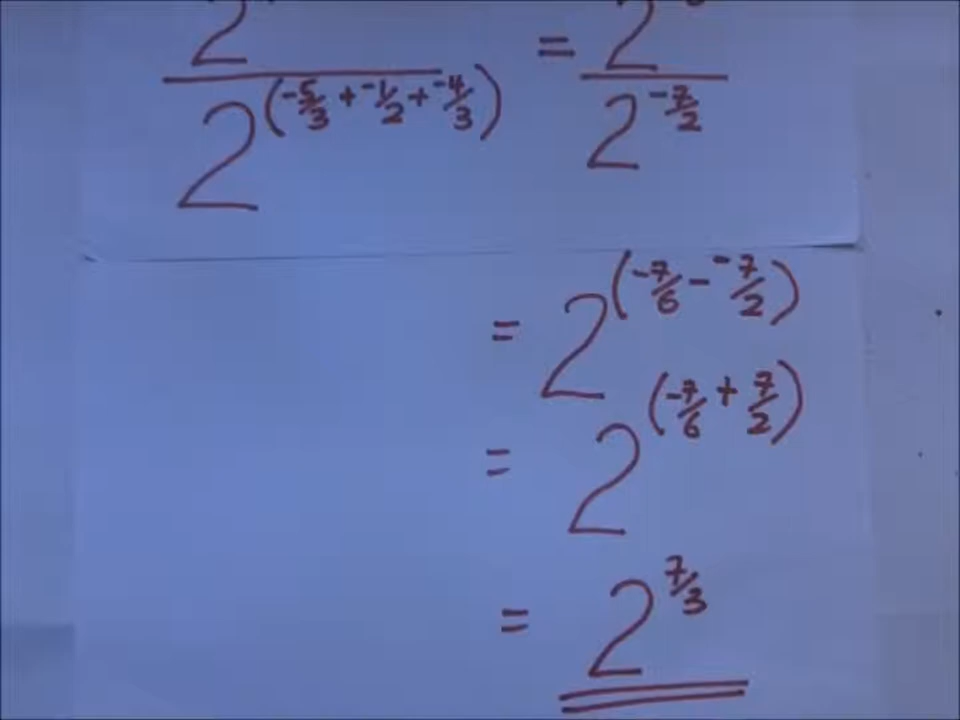 2 = 2
2^(-5/3 + -1/2 + -4/3) 2^-7/2
= 2^(-7/6 - -7/2)
= 2^(-7/6 + 7/2)
= 2^7/3